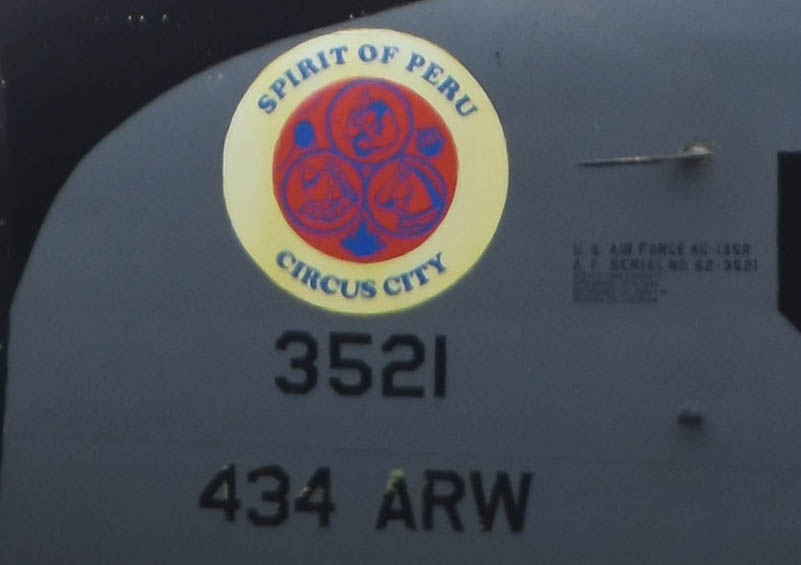 SPIRIT OF PERU
CIRCUS CITY
U. S. AIR FORCE KC-135R
A. F. SERIAL NO. 62-3521
3521
434 ARW